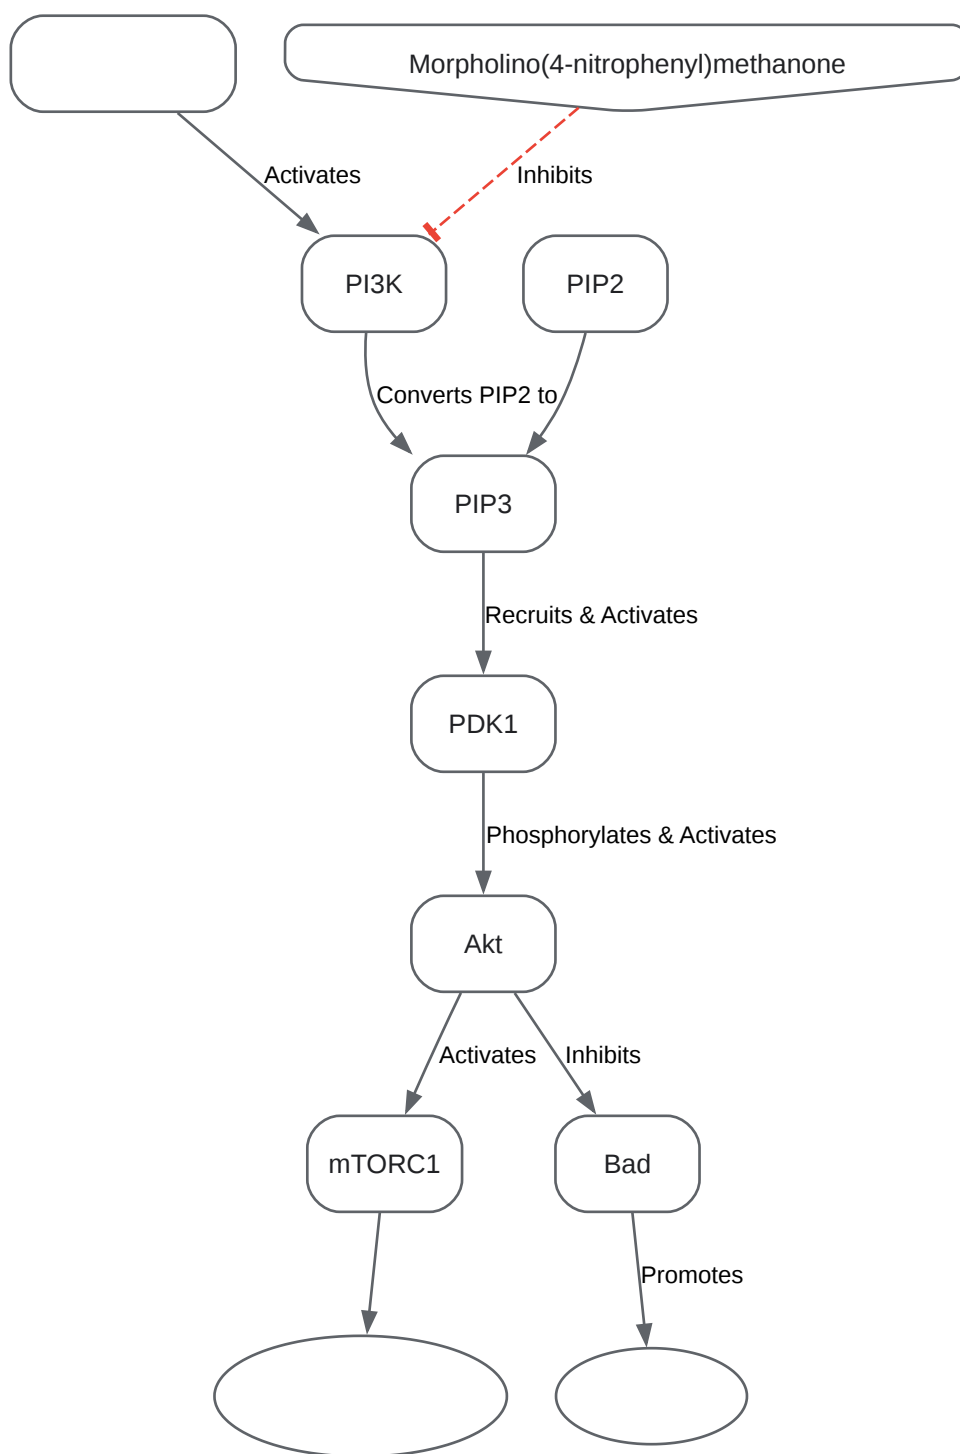 Morpholino(4-nitrophenyl)methanone
Activates
Inhibits
PI3K
PIP2
Converts PIP2 to
PIP3
Recruits & Activates
PDK1
Phosphorylates & Activates
Akt
Activates
Inhibits
mTORC1
Bad
Promotes